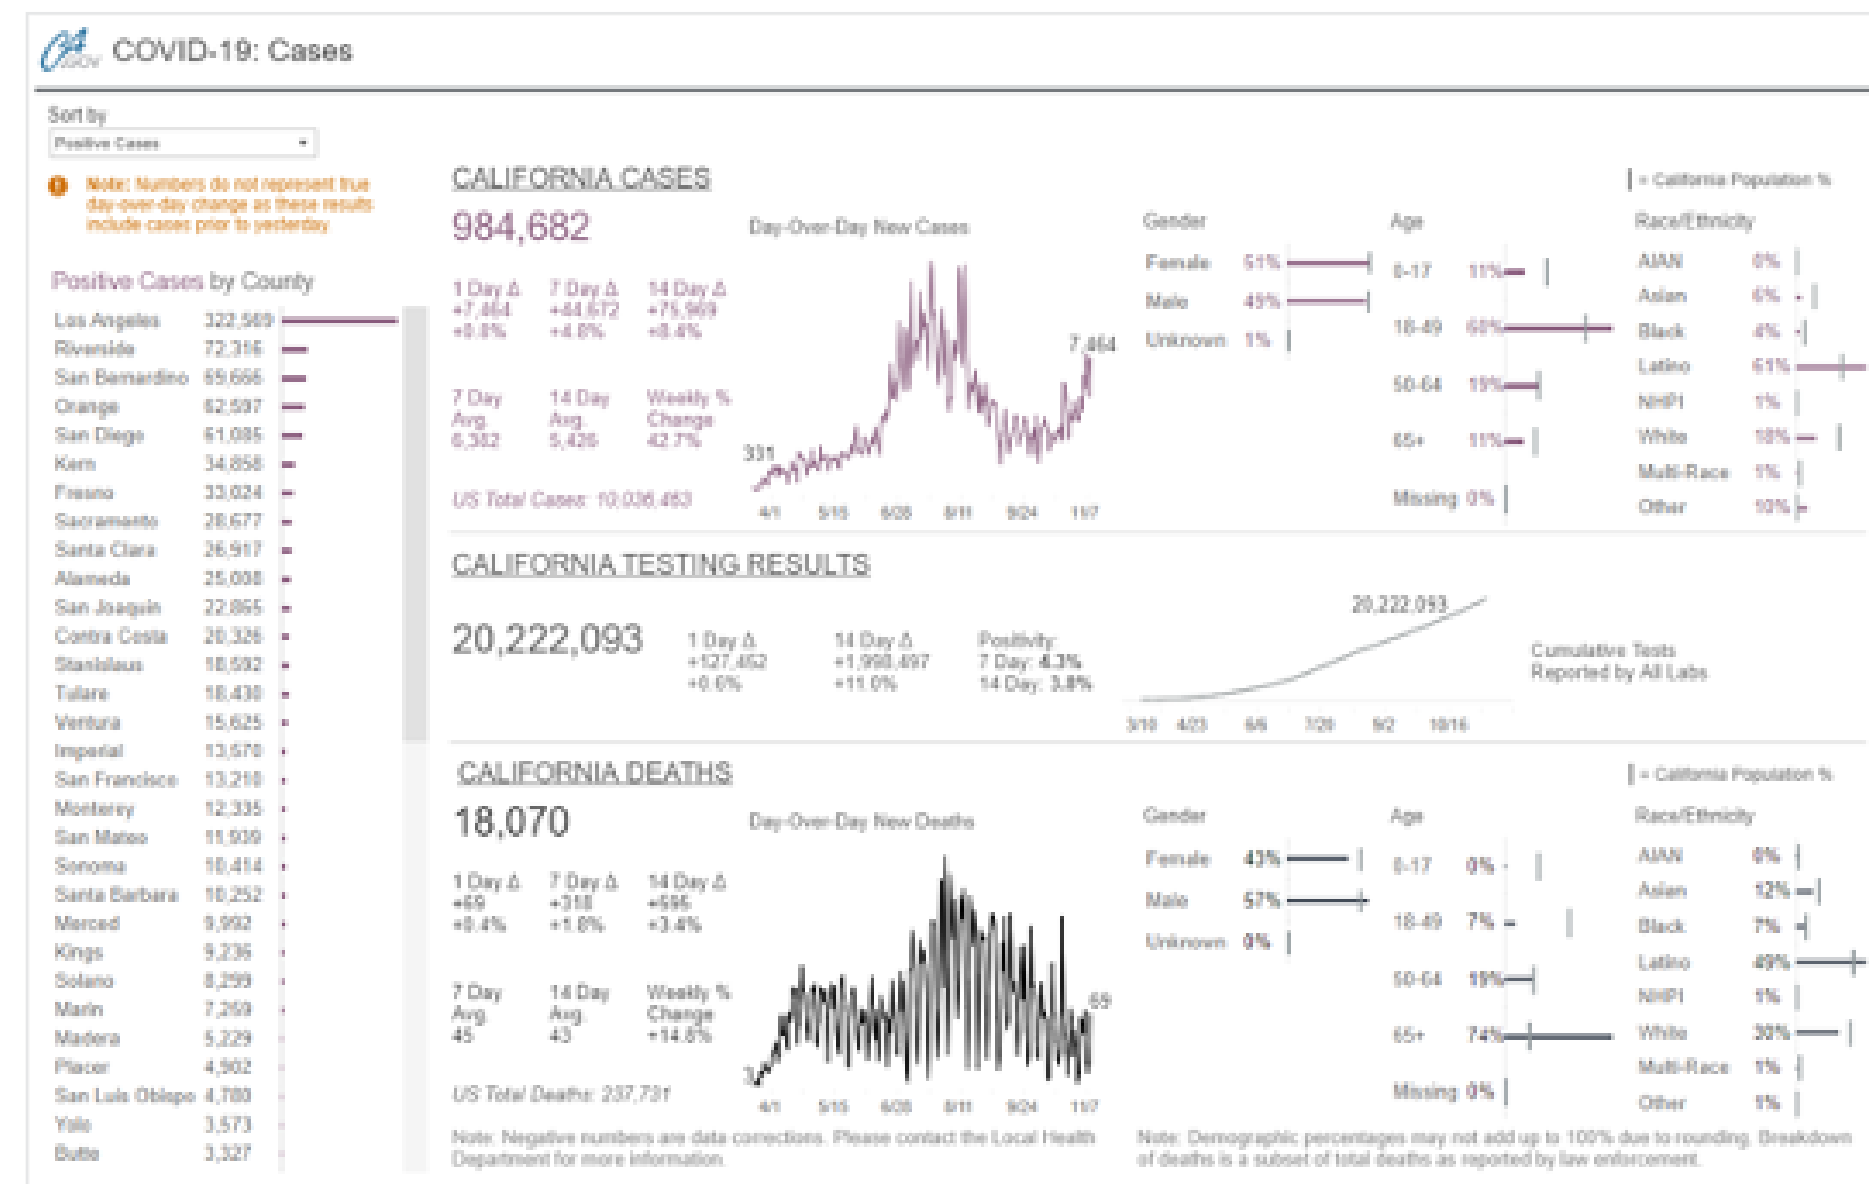 CA
.GOV
COVID-19: Cases
Sort by
Positive Cases
Note: Numbers do not represent true
day-over-day change as these results
include cases prior to yesterday
Positive Cases by County
Los Angeles 322,569
Riverside 72,316
San Bernardino 69,666
Orange 62,597
San Diego 61,085
Kern 34,858
Fresno 33,024
Sacramento 28,677
Santa Clara 26,917
Alameda 25,008
San Joaquin 22,865
Contra Costa 20,326
Stanislaus 18,592
Tulare 18,430
Ventura 15,625
Imperial 13,570
San Francisco 13,210
Monterey 12,335
San Mateo 11,939
Sonoma 10,414
Santa Barbara 10,252
Merced 9,992
Kings 9,236
Solano 8,299
Marin 7,259
Madera 5,229
Placer 4,902
San Luis Obispo 4,780
Yolo 3,573
Butte 3,327
CALIFORNIA CASES
984,682
1 Day Δ 7 Day Δ 14 Day Δ
+7,464 +44,672 +75,969
+0.8% +4.8% +8.4%
7 Day 14 Day Weekly %
Avg. Avg. Change
6,382 5,426 42.7%
US Total Cases: 10,036,463
Day-Over-Day New Cases
7,464
331
4/1 5/15 6/28 8/11 9/24 11/7
Gender
Female 51%
Male 49%
Unknown 1%
Age
0-17 11%
18-49 60%
50-64 19%
65+ 11%
Missing 0%
= California Population %
Race/Ethnicity
AIAN 0%
Asian 6%
Black 4%
Latino 61%
NHPI 1%
White 18%
Multi-Race 1%
Other 10%
CALIFORNIA TESTING RESULTS
20,222,093
1 Day Δ 14 Day Δ Positivity:
+127,452 +1,998,497 7 Day: 4.3%
+0.6% +11.0% 14 Day: 3.8%
20,222,093
3/10 4/23 6/6 7/20 9/2 10/16
Cumulative Tests
Reported by All Labs
CALIFORNIA DEATHS
18,070
1 Day Δ 7 Day Δ 14 Day Δ
+69 +318 +595
+0.4% +1.8% +3.4%
7 Day 14 Day Weekly %
Avg. Avg. Change
45 43 +14.8%
US Total Deaths: 237,731
Day-Over-Day New Deaths
69
3
4/1 5/15 6/28 8/11 9/24 11/7
Gender
Female 43%
Male 57%
Unknown 0%
Age
0-17 0%
18-49 7%
50-64 19%
65+ 74%
Missing 0%
= California Population %
Race/Ethnicity
AIAN 0%
Asian 12%
Black 7%
Latino 49%
NHPI 1%
White 30%
Multi-Race 1%
Other 1%
Note: Negative numbers are data corrections. Please contact the Local Health
Department for more information.
Note: Demographic percentages may not add up to 100% due to rounding. Breakdown
of deaths is a subset of total deaths as reported by law enforcement.